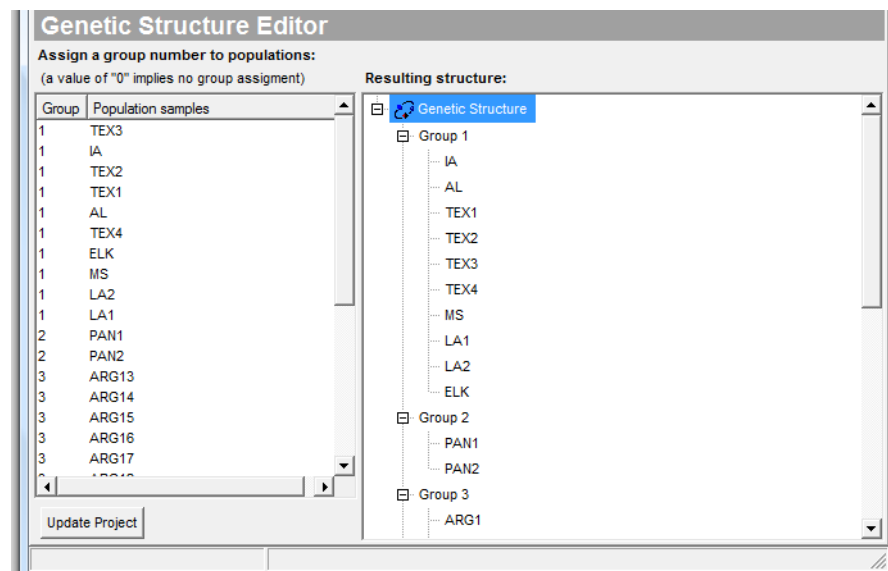 Genetic Structure Editor
Assign a group number to populations:
(a value of "0" implies no group assigment)
Group Population samples
1 TEX3
1 IA
1 TEX2
1 TEX1
1 AL
1 TEX4
1 ELK
1 MS
1 LA2
1 LA1
2 PAN1
2 PAN2
3 ARG13
3 ARG14
3 ARG15
3 ARG16
3 ARG17
Update Project
Resulting structure:
Genetic Structure
Group 1
IA
AL
TEX1
TEX2
TEX3
TEX4
MS
LA1
LA2
ELK
Group 2
PAN1
PAN2
Group 3
ARG1